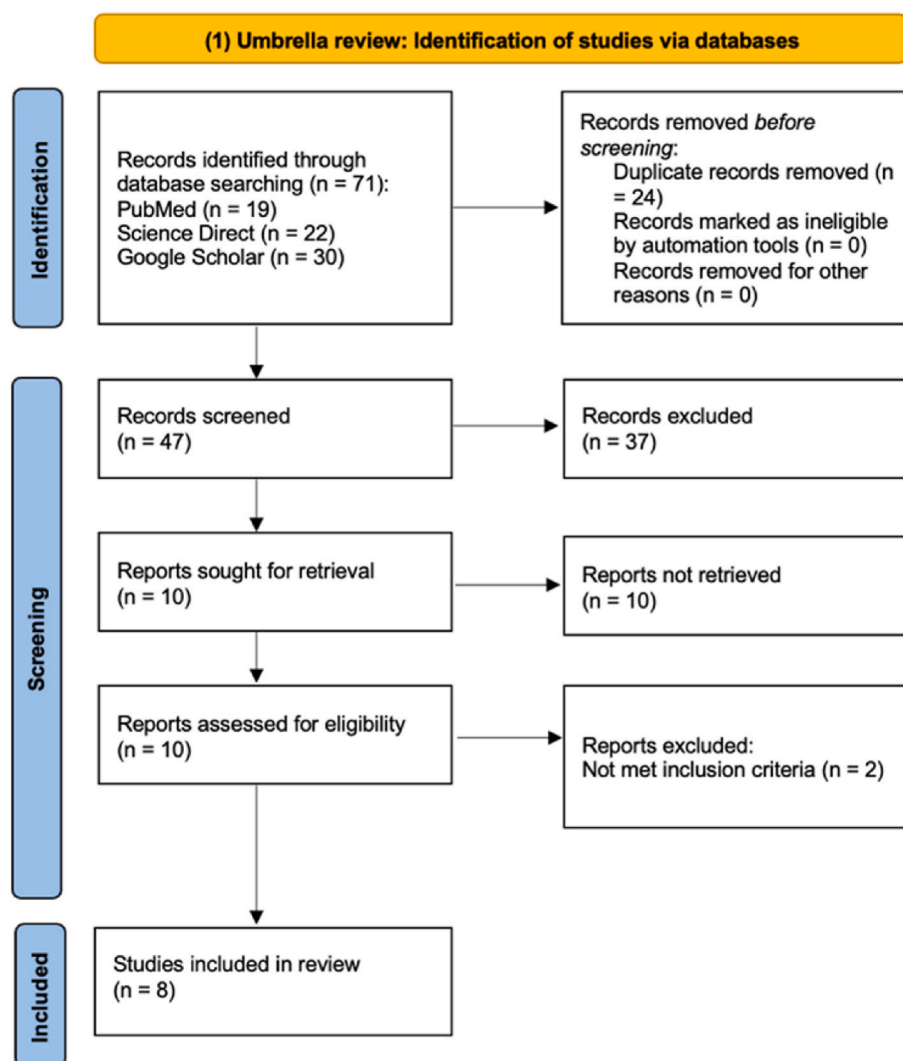 (1) Umbrella review: Identification of studies via databases
Identification
Records identified through
database searching (n = 71):
PubMed (n = 19)
Science Direct (n = 22)
Google Scholar (n = 30)
Records removed before
screening:
Duplicate records removed (n
= 24)
Records marked as ineligible
by automation tools (n = 0)
Records removed for other
reasons (n = 0)
Screening
Records screened
(n = 47)
Records excluded
(n = 37)
Reports sought for retrieval
(n = 10)
Reports not retrieved
(n = 10)
Reports assessed for eligibility
(n = 10)
Reports excluded:
Not met inclusion criteria (n = 2)
Included
Studies included in review
(n = 8)